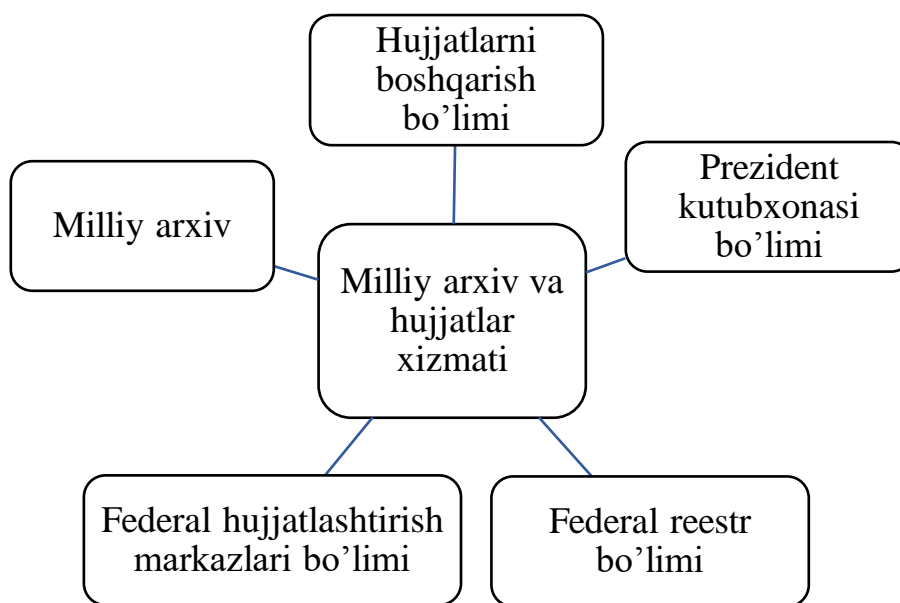 Hujjatlarni
boshqarish
bo’limi
Prezident
kutubxonasi
bo’limi
Milliy arxiv
Milliy arxiv va
hujjatlar
xizmati
Federal hujjatlashtirish
markazlari bo’limi
Federal reestr
bo’limi